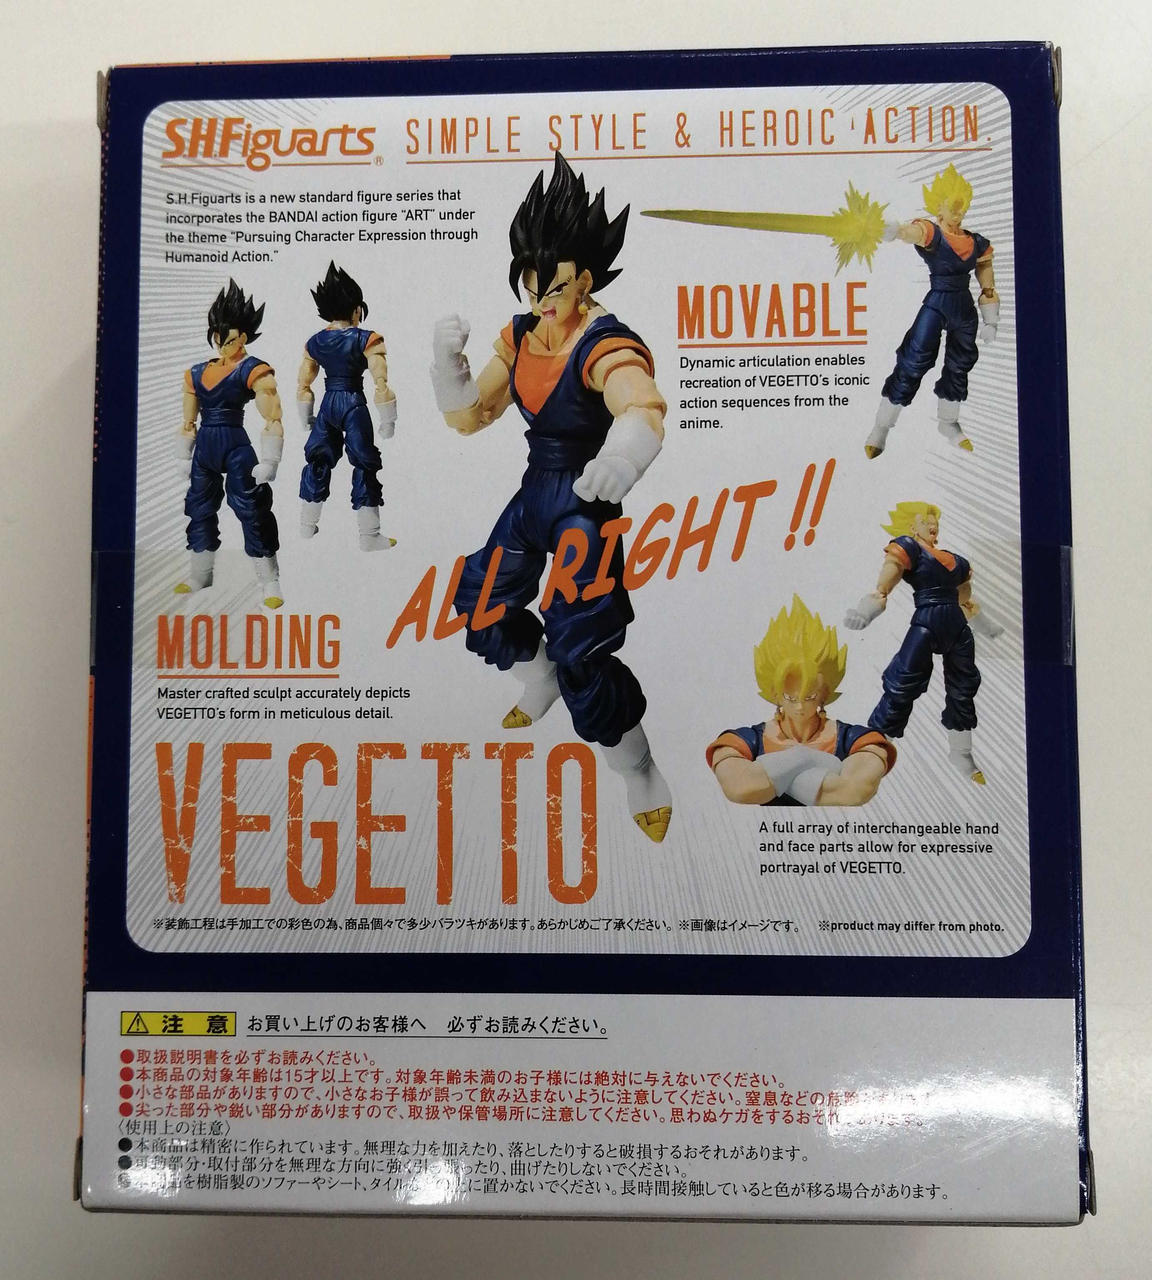 S.H.Figuarts®
SIMPLE STYLE & HEROIC ACTION.
S.H.Figuarts is a new standard figure series that
incorporates the BANDAI action figure “ART” under
the theme “Pursuing Character Expression through
Humanoid Action.”
MOVABLE
Dynamic articulation enables
recreation of VEGETTO's iconic
action sequences from the
anime.
ALL RIGHT!!
MOLDING
Master crafted sculpt accurately depicts
VEGETTO's form in meticulous detail.
VEGETTO
A full array of interchangeable hand
and face parts allow for expressive
portrayal of VEGETTO.
※装飾工程は手加工での彩色の為、商品個々で多少バラツキがあります。あらかじめご了承ください。 ※画像はイメージです。 ※product may differ from photo.
注 意 お買い上げのお客様へ 必ずお読みください。
●取扱説明書を必ずお読みください。
●本商品の対象年齢は15才以上です。対象年齢未満のお子様には絶対に与えないでください。
●小さな部品がありますので、小さなお子様が誤って飲み込まないように注意してください。窒息などの危険があります。
●尖った部分や鋭い部分がありますので、取扱や保管場所に注意してください。思わぬケガをするおそれがあります。
〈使用上の注意〉
●本商品は精密に作られています。無理な力を加えたり、落としたりすると破損するおそれがあります。
●可動部分・取付部分を無理な方向に強く引っ張ったり、曲げたりしないでください。
●本商品を樹脂製のソファーやシート、タイルなどの上に置かないでください。長時間接触していると色が移る場合があります。